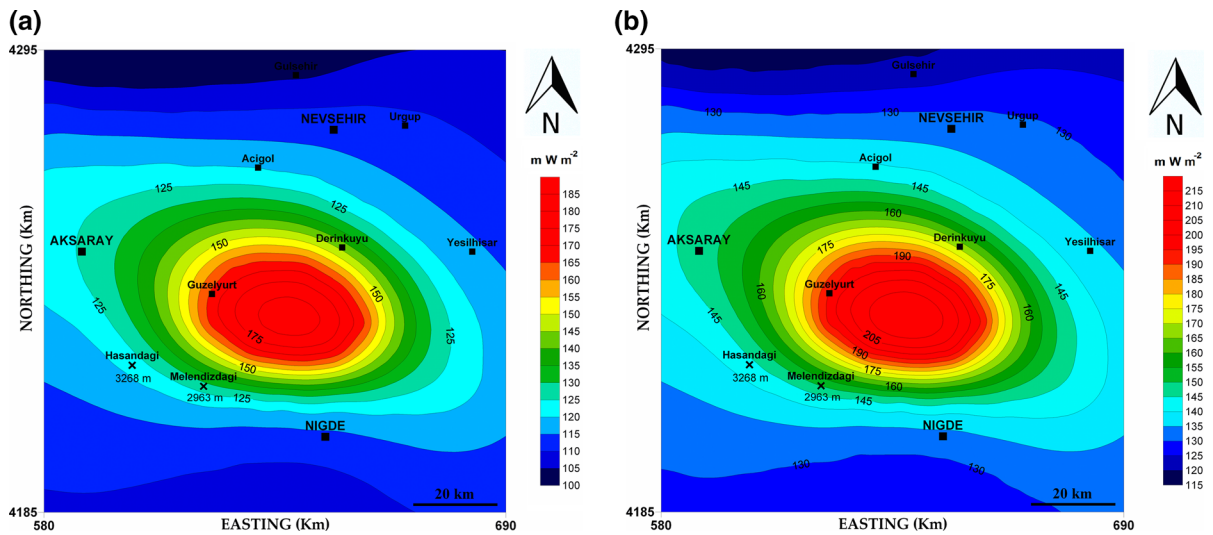 (a)
4295
NORTHING (Km)
4185
580
EASTING (Km)
690
Gulsehir
NEVSEHIR
Urgup
Acigol
125
125
AKSARAY
150
Derinkuyu
Yesilhisar
Guzelyurt
150
125
125
175
Hasandagi
3268 m
150
Melendizdagi
2963 m
125
NIGDE
20 km
N
m W m-2
185
180
175
170
165
160
155
150
145
140
135
130
125
120
115
110
105
100
(b)
4295
NORTHING (Km)
4185
580
EASTING (Km)
690
Gulsehir
130
130
130
NEVSEHIR
Urgup
Acigol
145
145
160
AKSARAY
175
Derinkuyu
Yesilhisar
190
Guzelyurt
175
160
145
160
145
205
Hasandagi
3268 m
190
175
Melendizdagi
160
2963 m
145
NIGDE
130
130
20 km
N
m W m-2
215
210
205
200
195
190
185
180
175
170
165
160
155
150
145
140
135
130
125
120
115